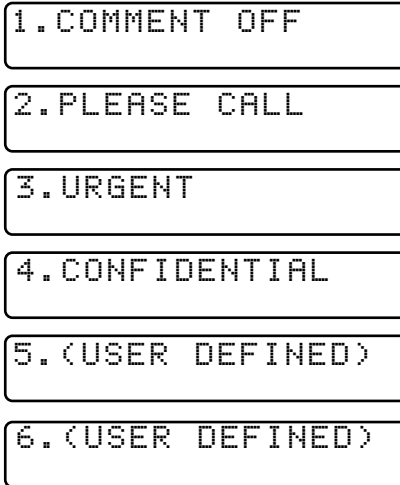 1.COMMENT OFF
2.PLEASE CALL
3.URGENT
4.CONFIDENTIAL
5.(USER DEFINED)
6.(USER DEFINED)